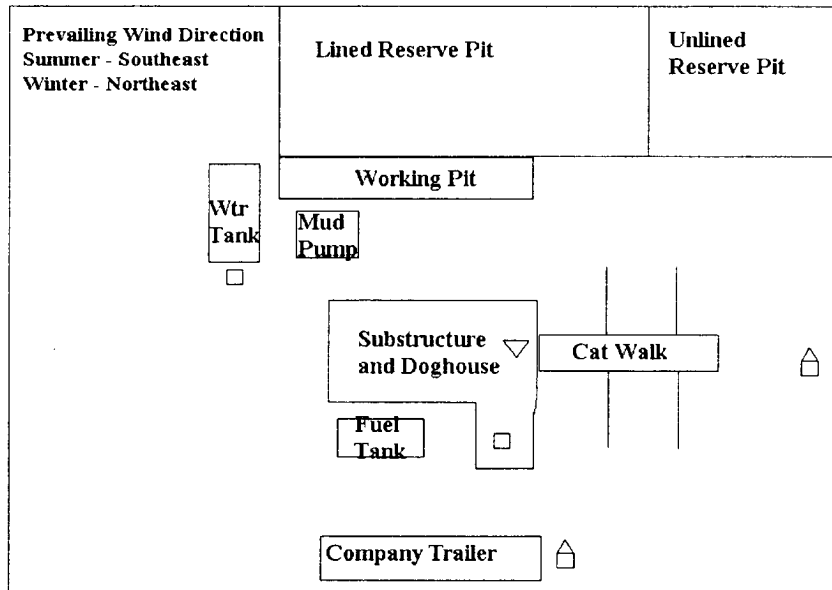 Prevailing Wind Direction
Summer - Southeast
Winter - Northeast
Lined Reserve Pit
Unlined
Reserve Pit
Working Pit
Wtr
Tank
Mud
Pump
Substructure
and Doghouse
Cat Walk
Fuel
Tank
Company Trailer